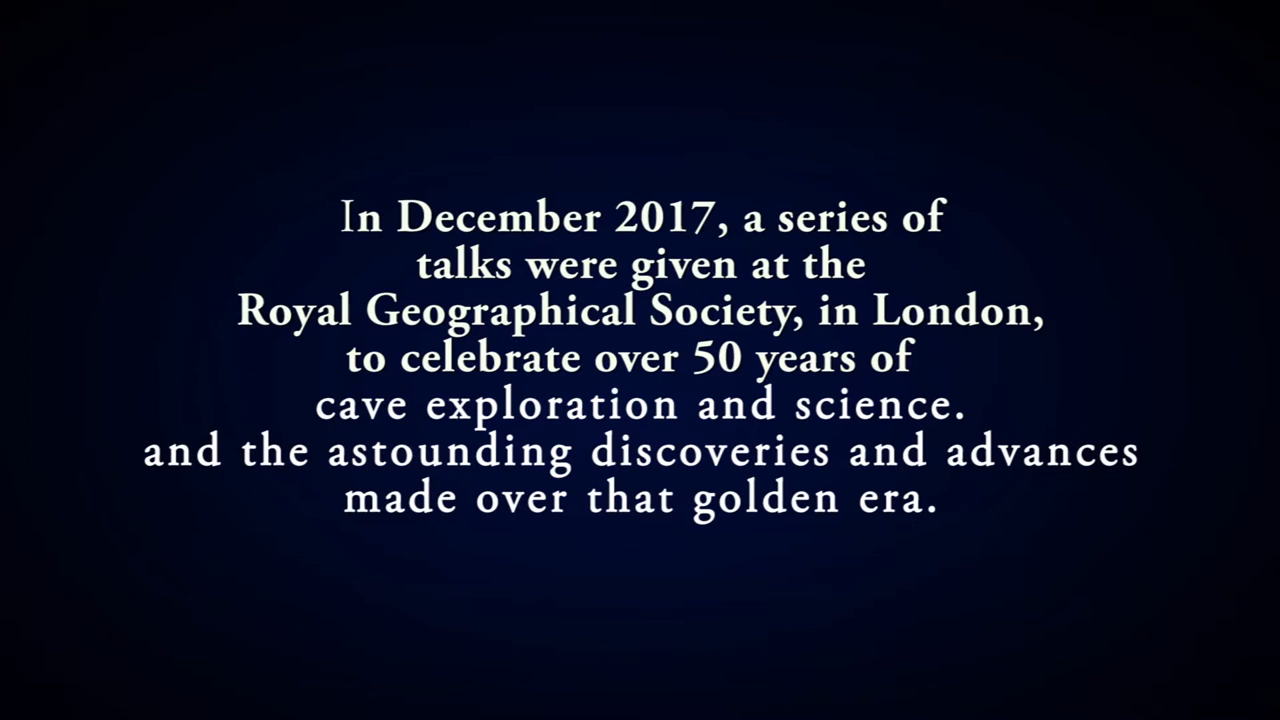 In December 2017, a series of
talks were given at the
Royal Geographical Society, in London,
to celebrate over 50 years of
cave exploration and science.
and the astounding discoveries and advances
made over that golden era.